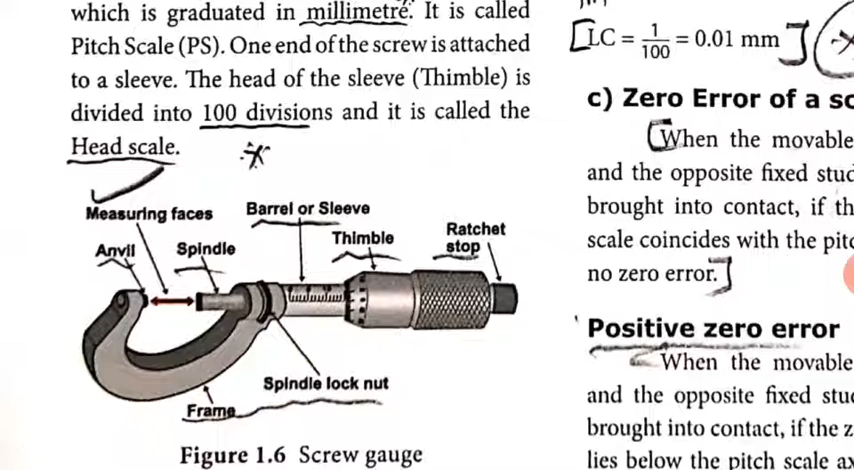 which is graduated in millimetre. It is called
Pitch Scale (PS). One end of the screw is attached
to a sleeve. The head of the sleeve (Thimble) is
divided into 100 divisions and it is called the
Head scale.
Measuring faces
Barrel or Sleeve
Anvil
Spindle
Thimble
Ratchet
stop
Spindle lock nut
Frame
Figure 1.6 Screw gauge
LC = 1/100 = 0.01 mm
c) Zero Error of a
When the movable
and the opposite fixed
brought into contact, if
scale coincides with the
no zero error.
Positive zero error
When the movable
and the opposite fixed
brought into contact, if the
lies below the pitch scale